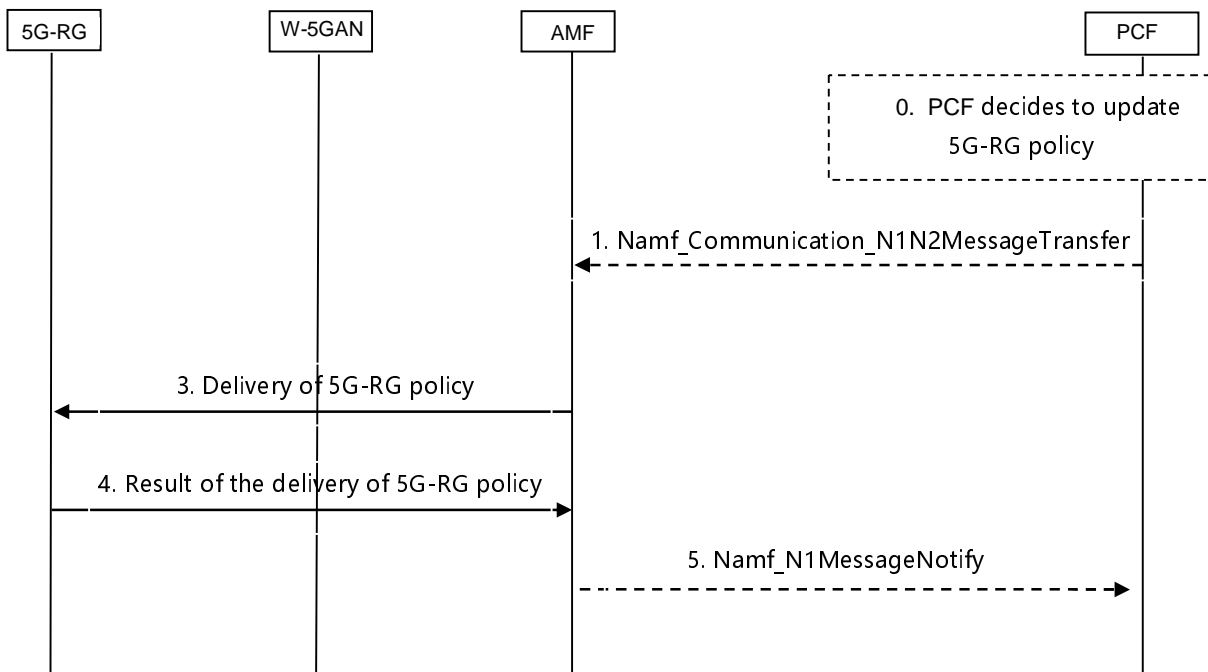 5G-RG
W-5GAN
AMF
PCF
0. PCF decides to update
5G-RG policy
1. Namf_Communication_N1N2MessageTransfer
3. Delivery of 5G-RG policy
4. Result of the delivery of 5G-RG policy
5. Namf_N1MessageNotify